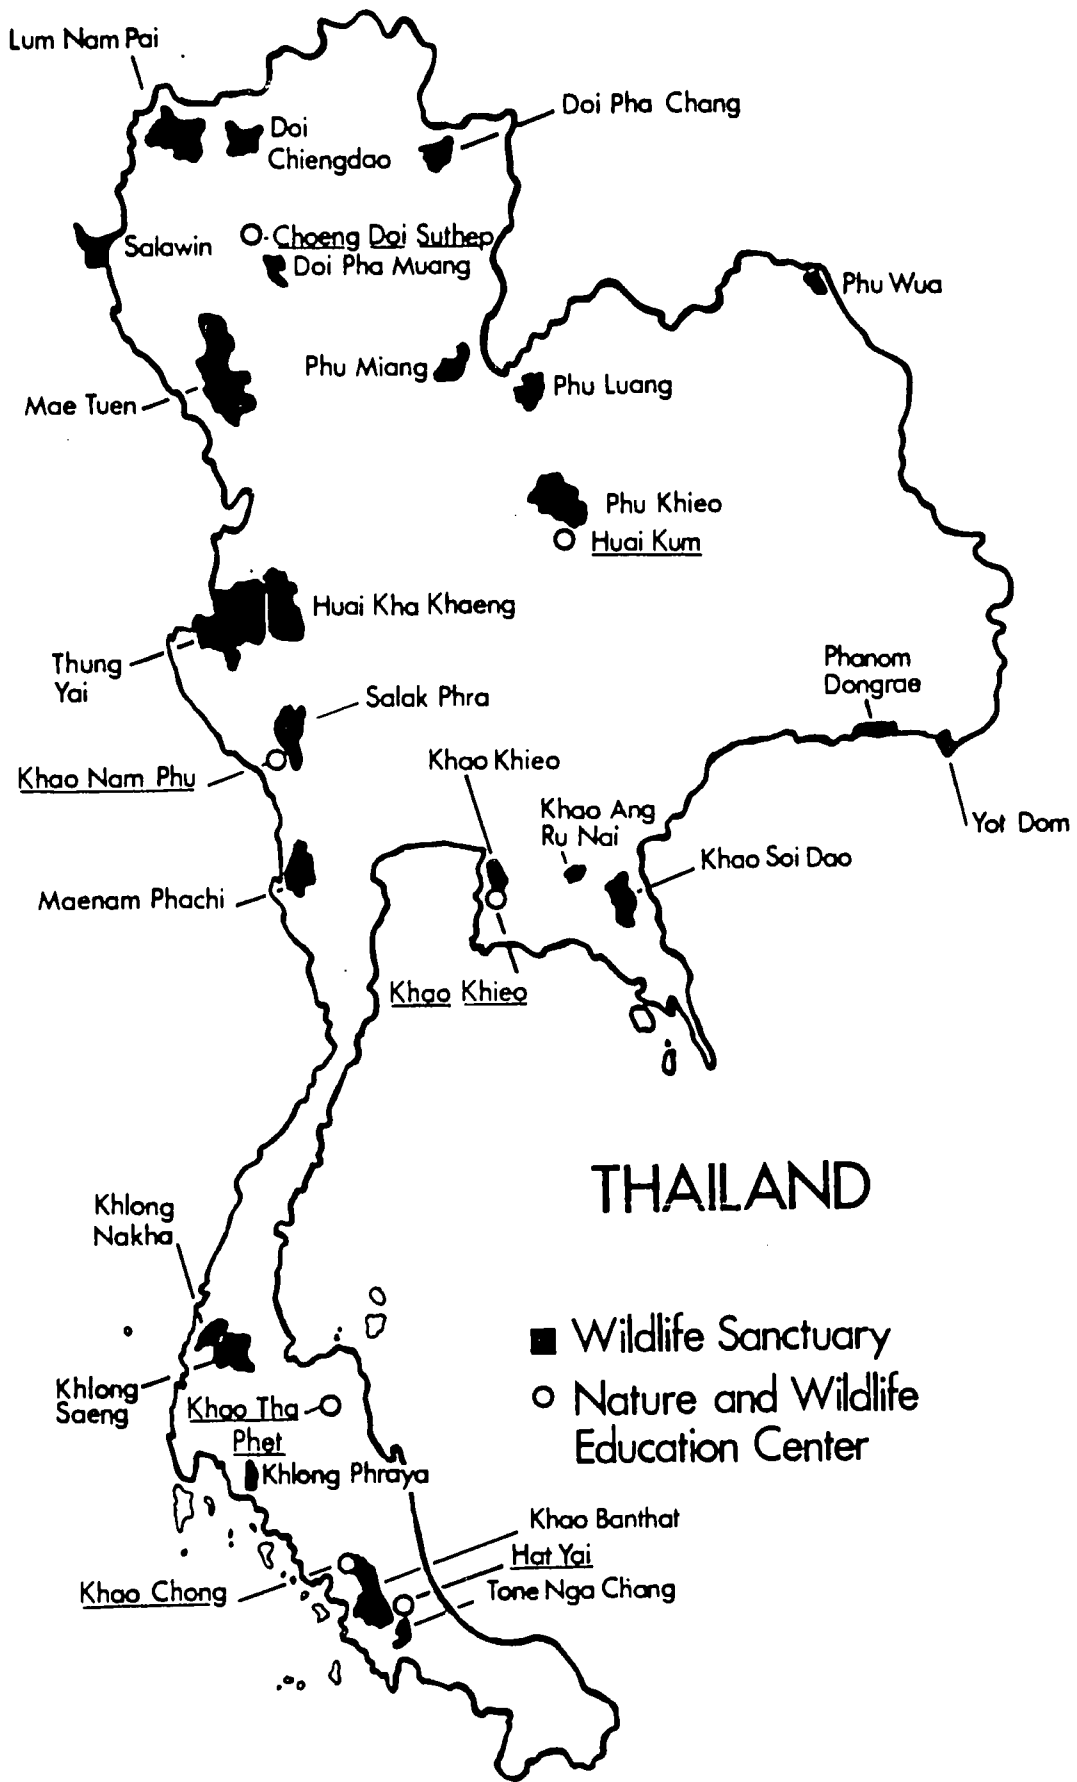 Lum Nam Pai
Doi Pha Chang
Doi
Chiengdao
Salawin
Choeng Doi Suthep
Doi Pha Muang
Phu Wua
Phu Miang
Phu Luang
Mae Tuen
Phu Khieo
Huai Kum
Huai Kha Khaeng
Thung
Yai
Phanom
Dongrae
Salak Phra
Khao Nam Phu
Khao Khieo
Khao Ang
Ru Nai
Yot Dom
Khao Soi Dao
Maenam Phachi
Khao Khieo
THAILAND
Khlong
Nakha
Wildlife Sanctuary
Khlong
Saeng
Nature and Wildlife
Education Center
Khao Tha
Phet
Khlong Phraya
Khao Banthat
Hat Yai
Khao Chong
Tone Nga Chang